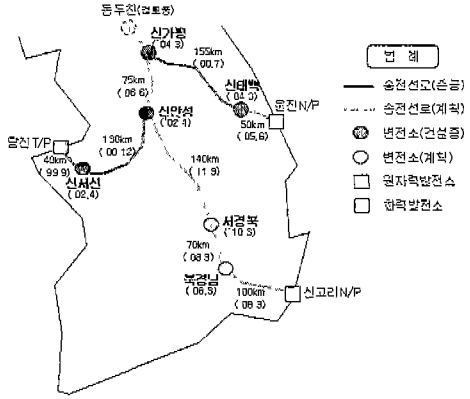 동두천(검토중)
신가평
('04.3)
155km
(00.7)
신태백
('04.3)
75km
(06.6)
신안성
('02.4)
울진N/P
50km
(05.6)
당진T/P
40km
(99.9)
130km
(00.12)
신서산
('02.4)
140km
(11.9)
서경북
('10.3)
70km
(08.3)
북경남
(08.3)
100km
(08.3)
신고리N/P
범 례
송전선로(준공)
송전선로(계획)
변전소(건설중)
변전소(계획)
원자력발전소
화력발전소